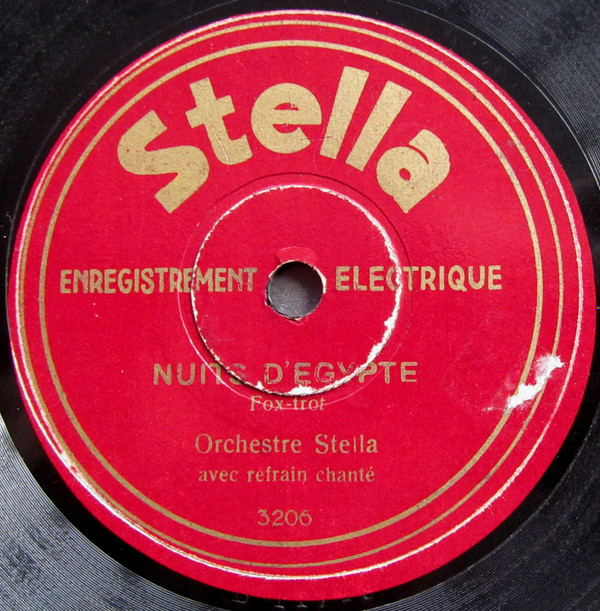 Stella
ENREGISTREMENT ELECTRIQUE
NUITS D'EGYPTE
Fox-trot
Orchestre Stella
avec refrain chanté
3206